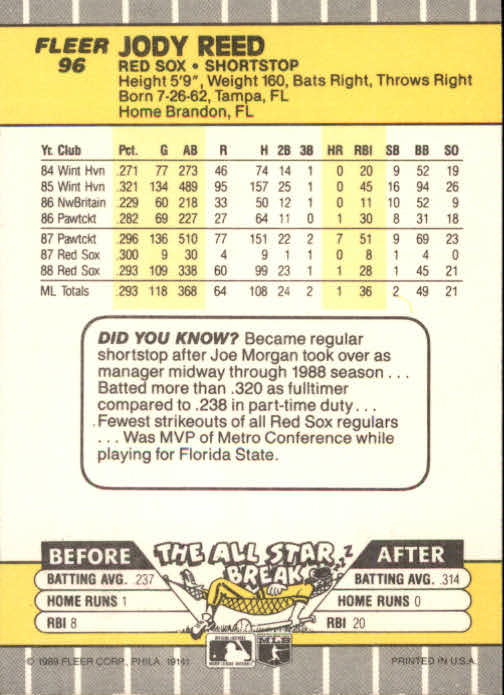 FLEER JODY REED
96 RED SOX • SHORTSTOP
Height 5'9", Weight 160, Bats Right, Throws Right
Born 7-26-62, Tampa, FL
Home Brandon, FL
Yr. Club Pct. G AB R H 2B 3B HR RBI SB BB SO
84 Wint Hvn .271 77 273 46 74 14 1 0 20 9 52 19
85 Wint Hvn .321 134 489 95 157 25 1 0 45 16 94 26
86 NwBritain .229 60 218 33 50 12 1 0 11 10 52 9
86 Pawtckt .282 69 227 27 64 11 0 1 30 8 31 18
87 Pawtckt .296 136 510 77 151 22 2 7 51 9 69 23
87 Red Sox .300 9 30 4 9 1 1 0 8 1 4 0
88 Red Sox .293 109 338 60 99 23 1 1 28 1 45 21
ML Totals .293 118 368 64 108 24 2 1 36 2 49 21
DID YOU KNOW? Became regular
shortstop after Joe Morgan took over as
manager midway through 1988 season . . .
Batted more than .320 as fulltimer
compared to .238 in part-time duty . . .
Fewest strikeouts of all Red Sox regulars
. . . Was MVP of Metro Conference while
playing for Florida State.
BEFORE THE ALL STAR BREAK Z Z AFTER
BATTING AVG. .237 BATTING AVG. .314
HOME RUNS 1 HOME RUNS 0
RBI 8 RBI 20
MLB
© 1989 FLEER CORP., PHILA. 19141 PRINTED IN U.S.A.